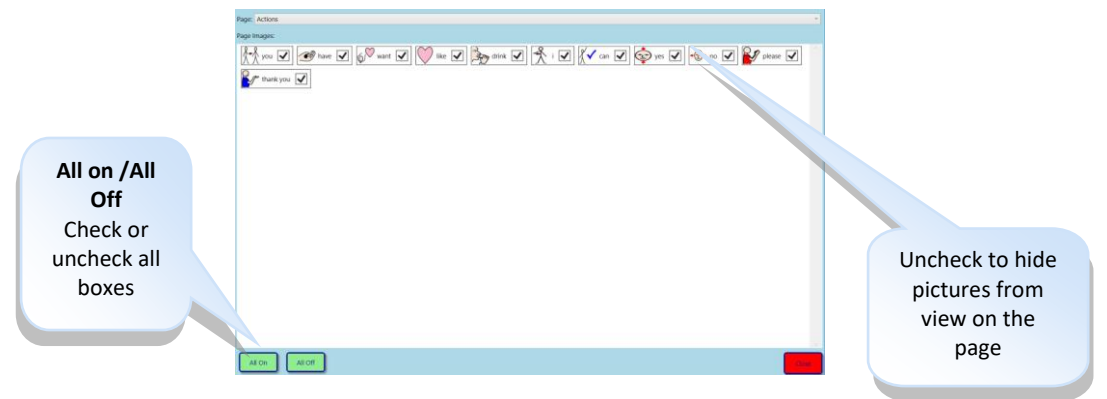 Page: Actions
Page Images:
you have want like drink i can yes no please
thank you
All on /All
Off
Check or
uncheck all
boxes
Uncheck to hide
pictures from
view on the
page
All On All Off Close